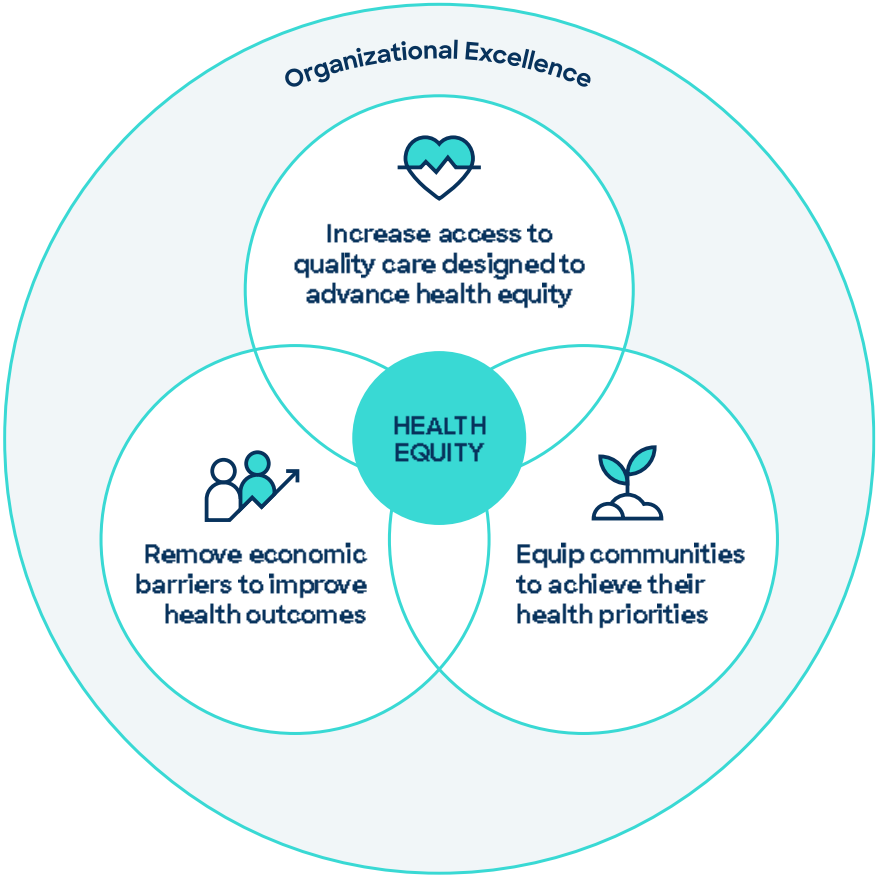 Organizational Excellence
Increase access to
quality care designed to
advance health equity
HEALTH
EQUITY
Remove economic
barriers to improve
health outcomes
Equip communities
to achieve their
health priorities